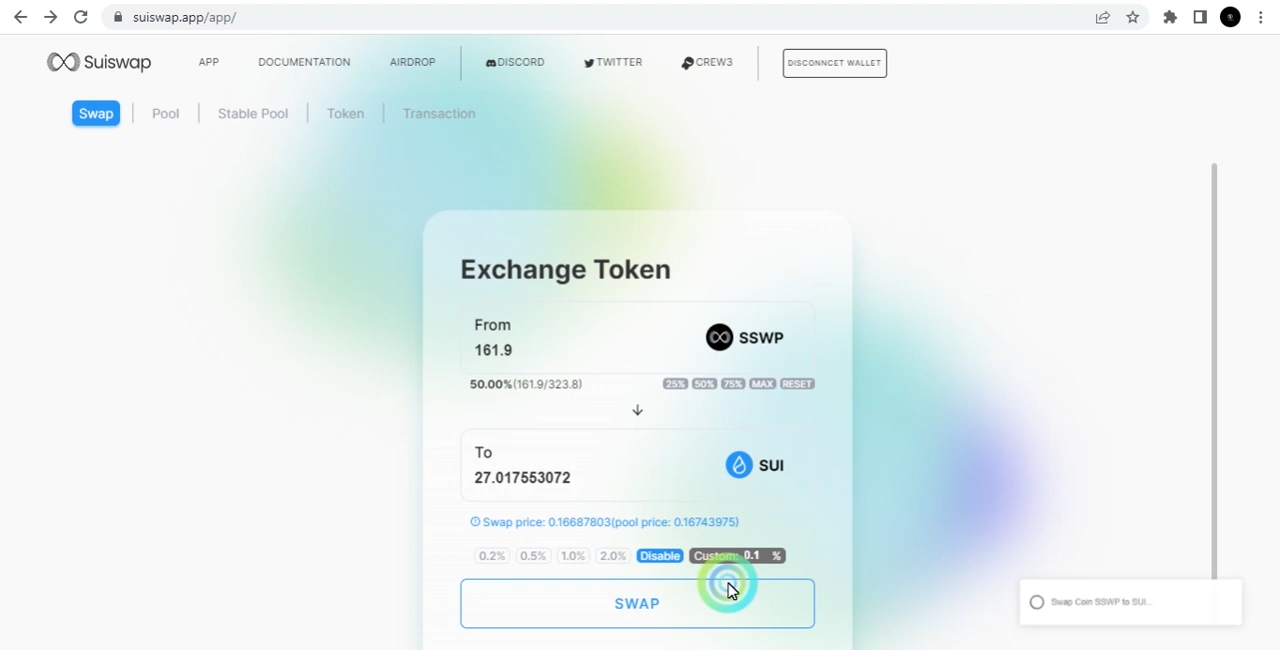 suiswap.app/app/
Suiswap APP DOCUMENTATION AIRDROP DISCORD TWITTER CREW3 DISCONNCET WALLET
Swap Pool Stable Pool Token Transaction
Exchange Token
From
161.9
SSWP
50.00%(161.9/323.8) 25% 50% 75% MAX RESET
To
27.017553072
SUI
Swap price: 0.16687803(pool price: 0.16743975)
0.2% 0.5% 1.0% 2.0% Disable Custom: 0.1 %
SWAP
Swap Coin SSWP to SUI...